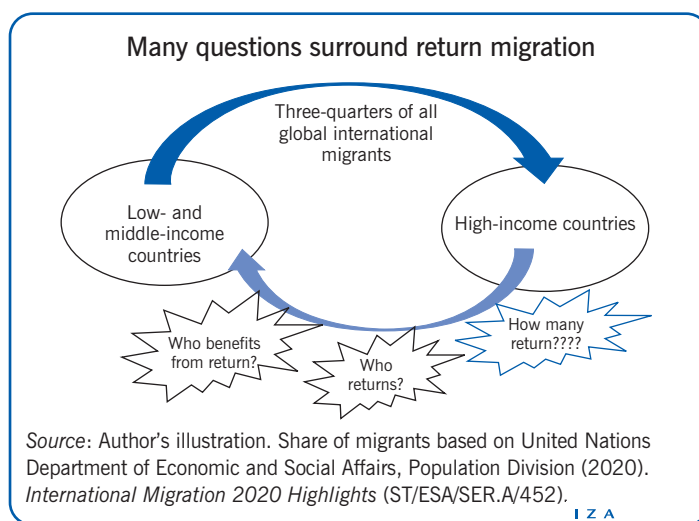 Many questions surround return migration
Three-quarters of all
global international
migrants
Low- and
middle-income
countries
High-income countries
Who benefits
from return?
Who
returns?
How many
return????
Source: Author's illustration. Share of migrants based on United Nations
Department of Economic and Social Affairs, Population Division (2020).
International Migration 2020 Highlights (ST/ESA/SER.A/452).
I Z A